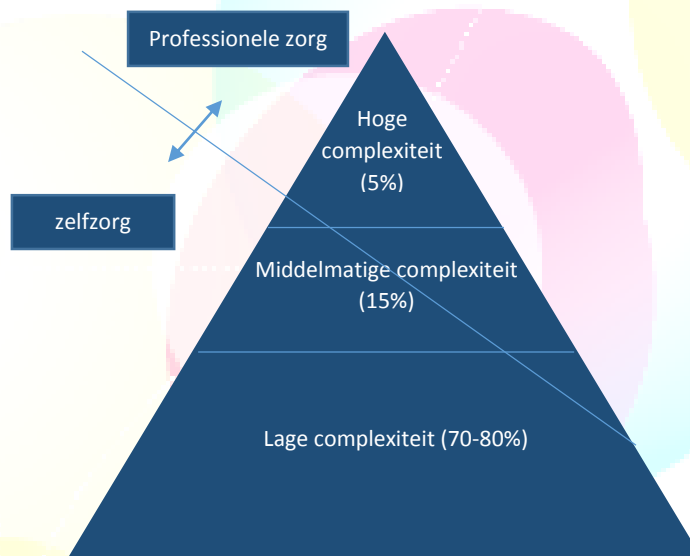 Professionele zorg
Hoge
complexiteit
(5%)
zelfzorg
Middelmatige complexiteit
(15%)
Lage complexiteit (70-80%)